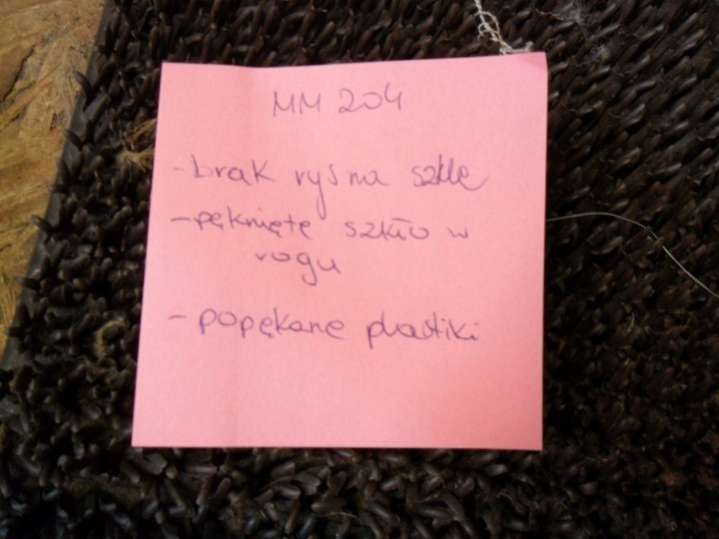 MM 204
- brak rys na szkle
- pęknięte szkło w
rogu
- popękane plastiki